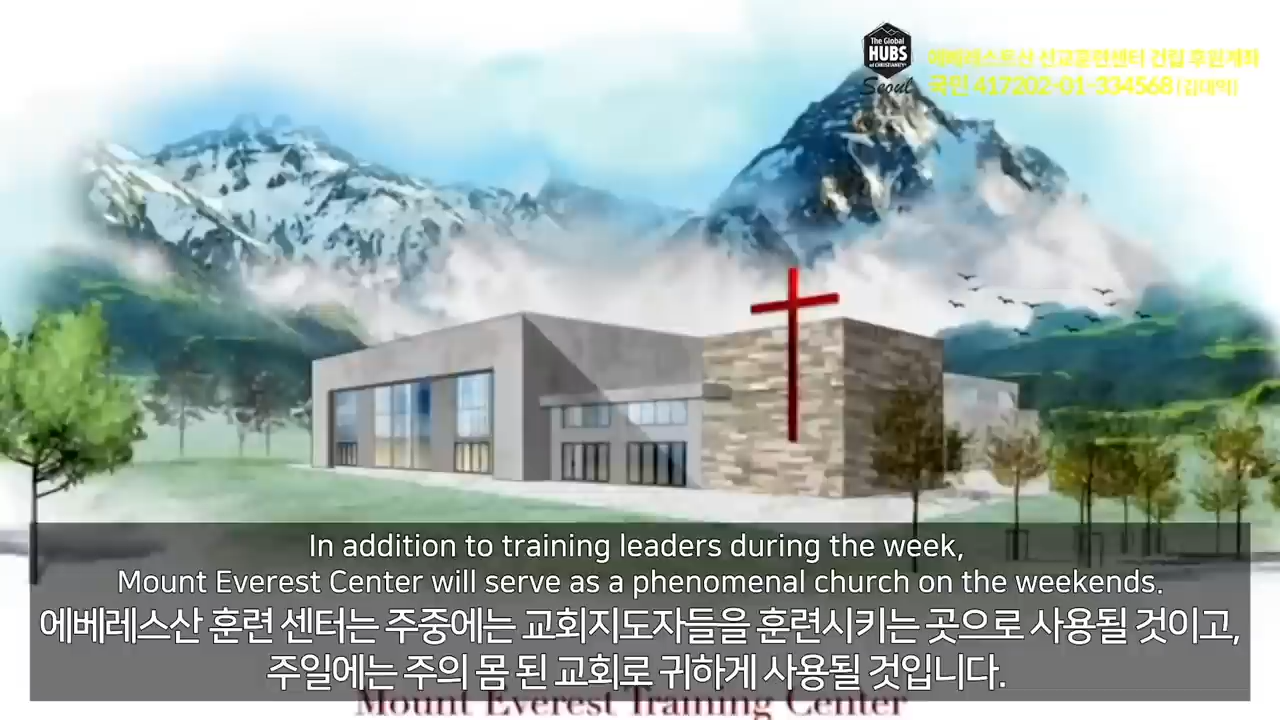 The Global
HUBS
of CHRISTIANITY
Seoul
에베레스트산 선교훈련센터 건립 후원계좌
국민 417202-01-334568 (김대억)
In addition to training leaders during the week,
Mount Everest Center will serve as a phenomenal church on the weekends.
에베레스산 훈련 센터는 주중에는 교회지도자들을 훈련시키는 곳으로 사용될 것이고,
주일에는 주의 몸 된 교회로 귀하게 사용될 것입니다.
Mount Everest Training Center